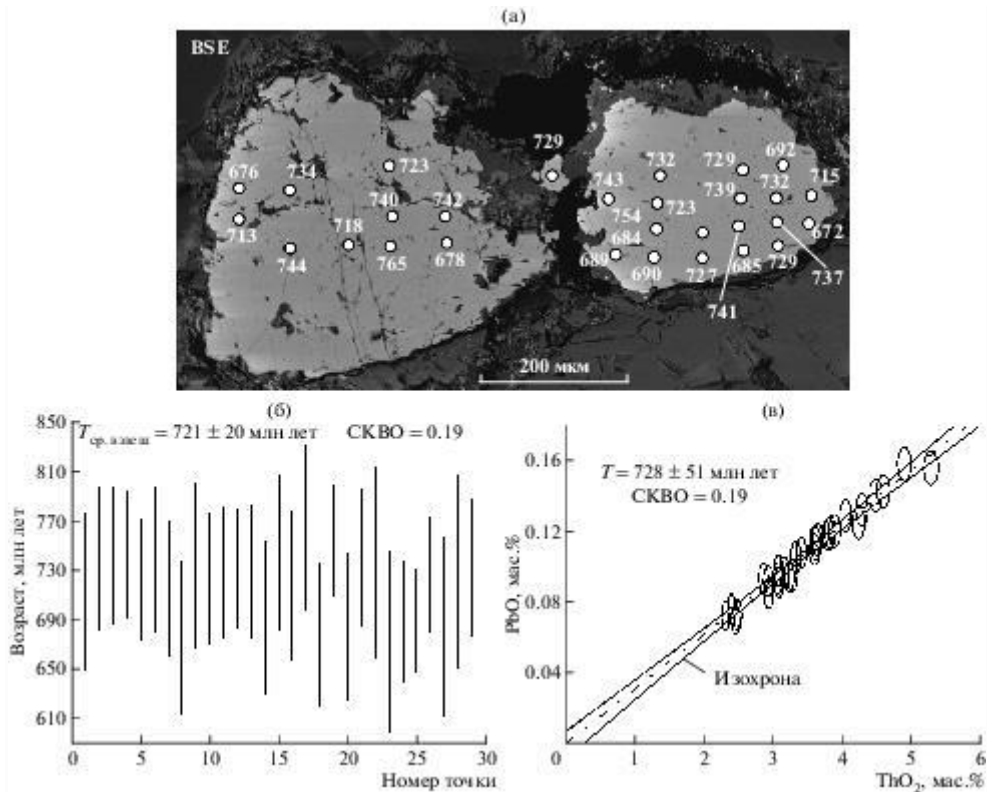 (а)
BSE
729
676
734
723
713
740
742
744
718
765
678
743
732
729
692
754
723
739
732
715
684
689
690
727
685
729
672
741
737
200 мкм
(б)
850
T ср. взвеш = 721 ± 20 млн лет СКВО = 0.19
810
770
730
690
650
610
Возраст, млн лет
0 5 10 15 20 25 30
Номер точки
(в)
0.16
T = 728 ± 51 млн лет
СКВО = 0.19
0.12
0.08
0.04
PbO, мас.%
Изохрона
0 1 2 3 4 5 6
ThO2, мас.%